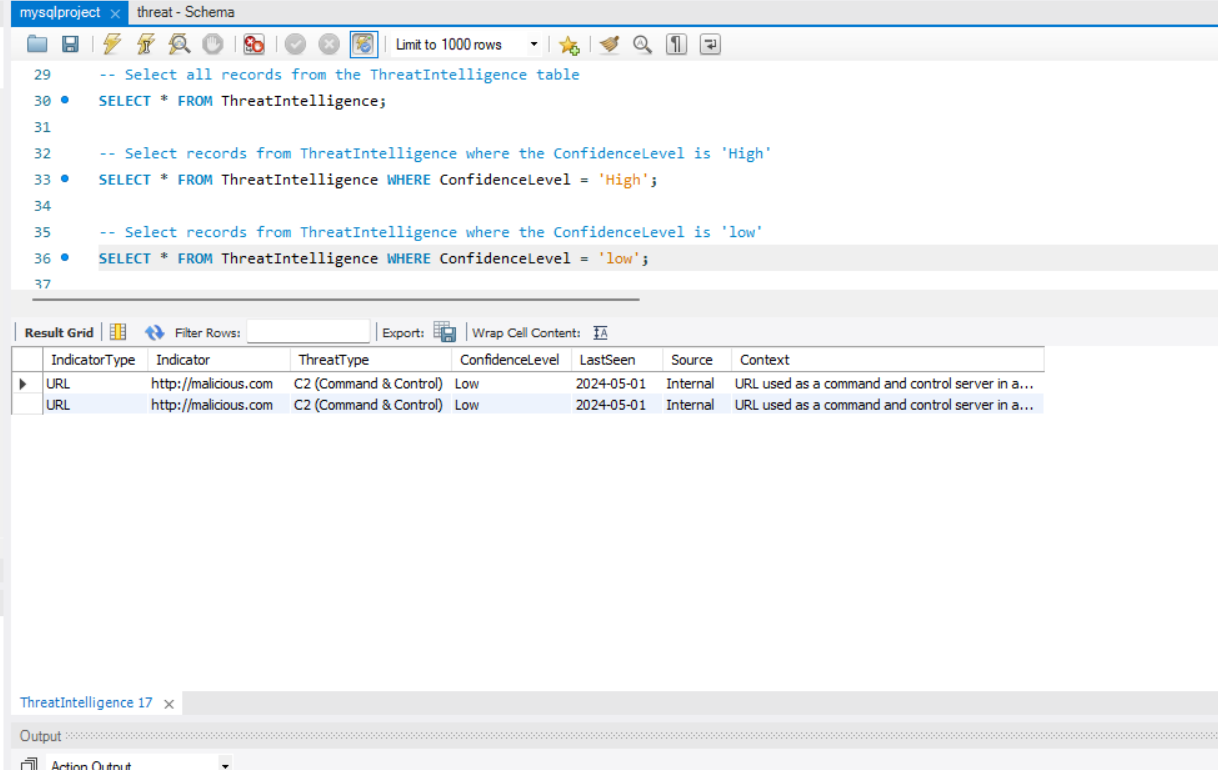 mysqlproject threat - Schema
Limit to 1000 rows
29 -- Select all records from the ThreatIntelligence table
30 SELECT * FROM ThreatIntelligence;
31
32 -- Select records from ThreatIntelligence where the ConfidenceLevel is 'High'
33 SELECT * FROM ThreatIntelligence WHERE ConfidenceLevel = 'High';
34
35 -- Select records from ThreatIntelligence where the ConfidenceLevel is 'low'
36 SELECT * FROM ThreatIntelligence WHERE ConfidenceLevel = 'low';
37
Result Grid Filter Rows: Export: Wrap Cell Content: IA
IndicatorType Indicator ThreatType ConfidenceLevel LastSeen Source Context
URL http://malicious.com C2 (Command & Control) Low 2024-05-01 Internal URL used as a command and control server in a...
URL http://malicious.com C2 (Command & Control) Low 2024-05-01 Internal URL used as a command and control server in a...
ThreatIntelligence 17
Output
Action Output